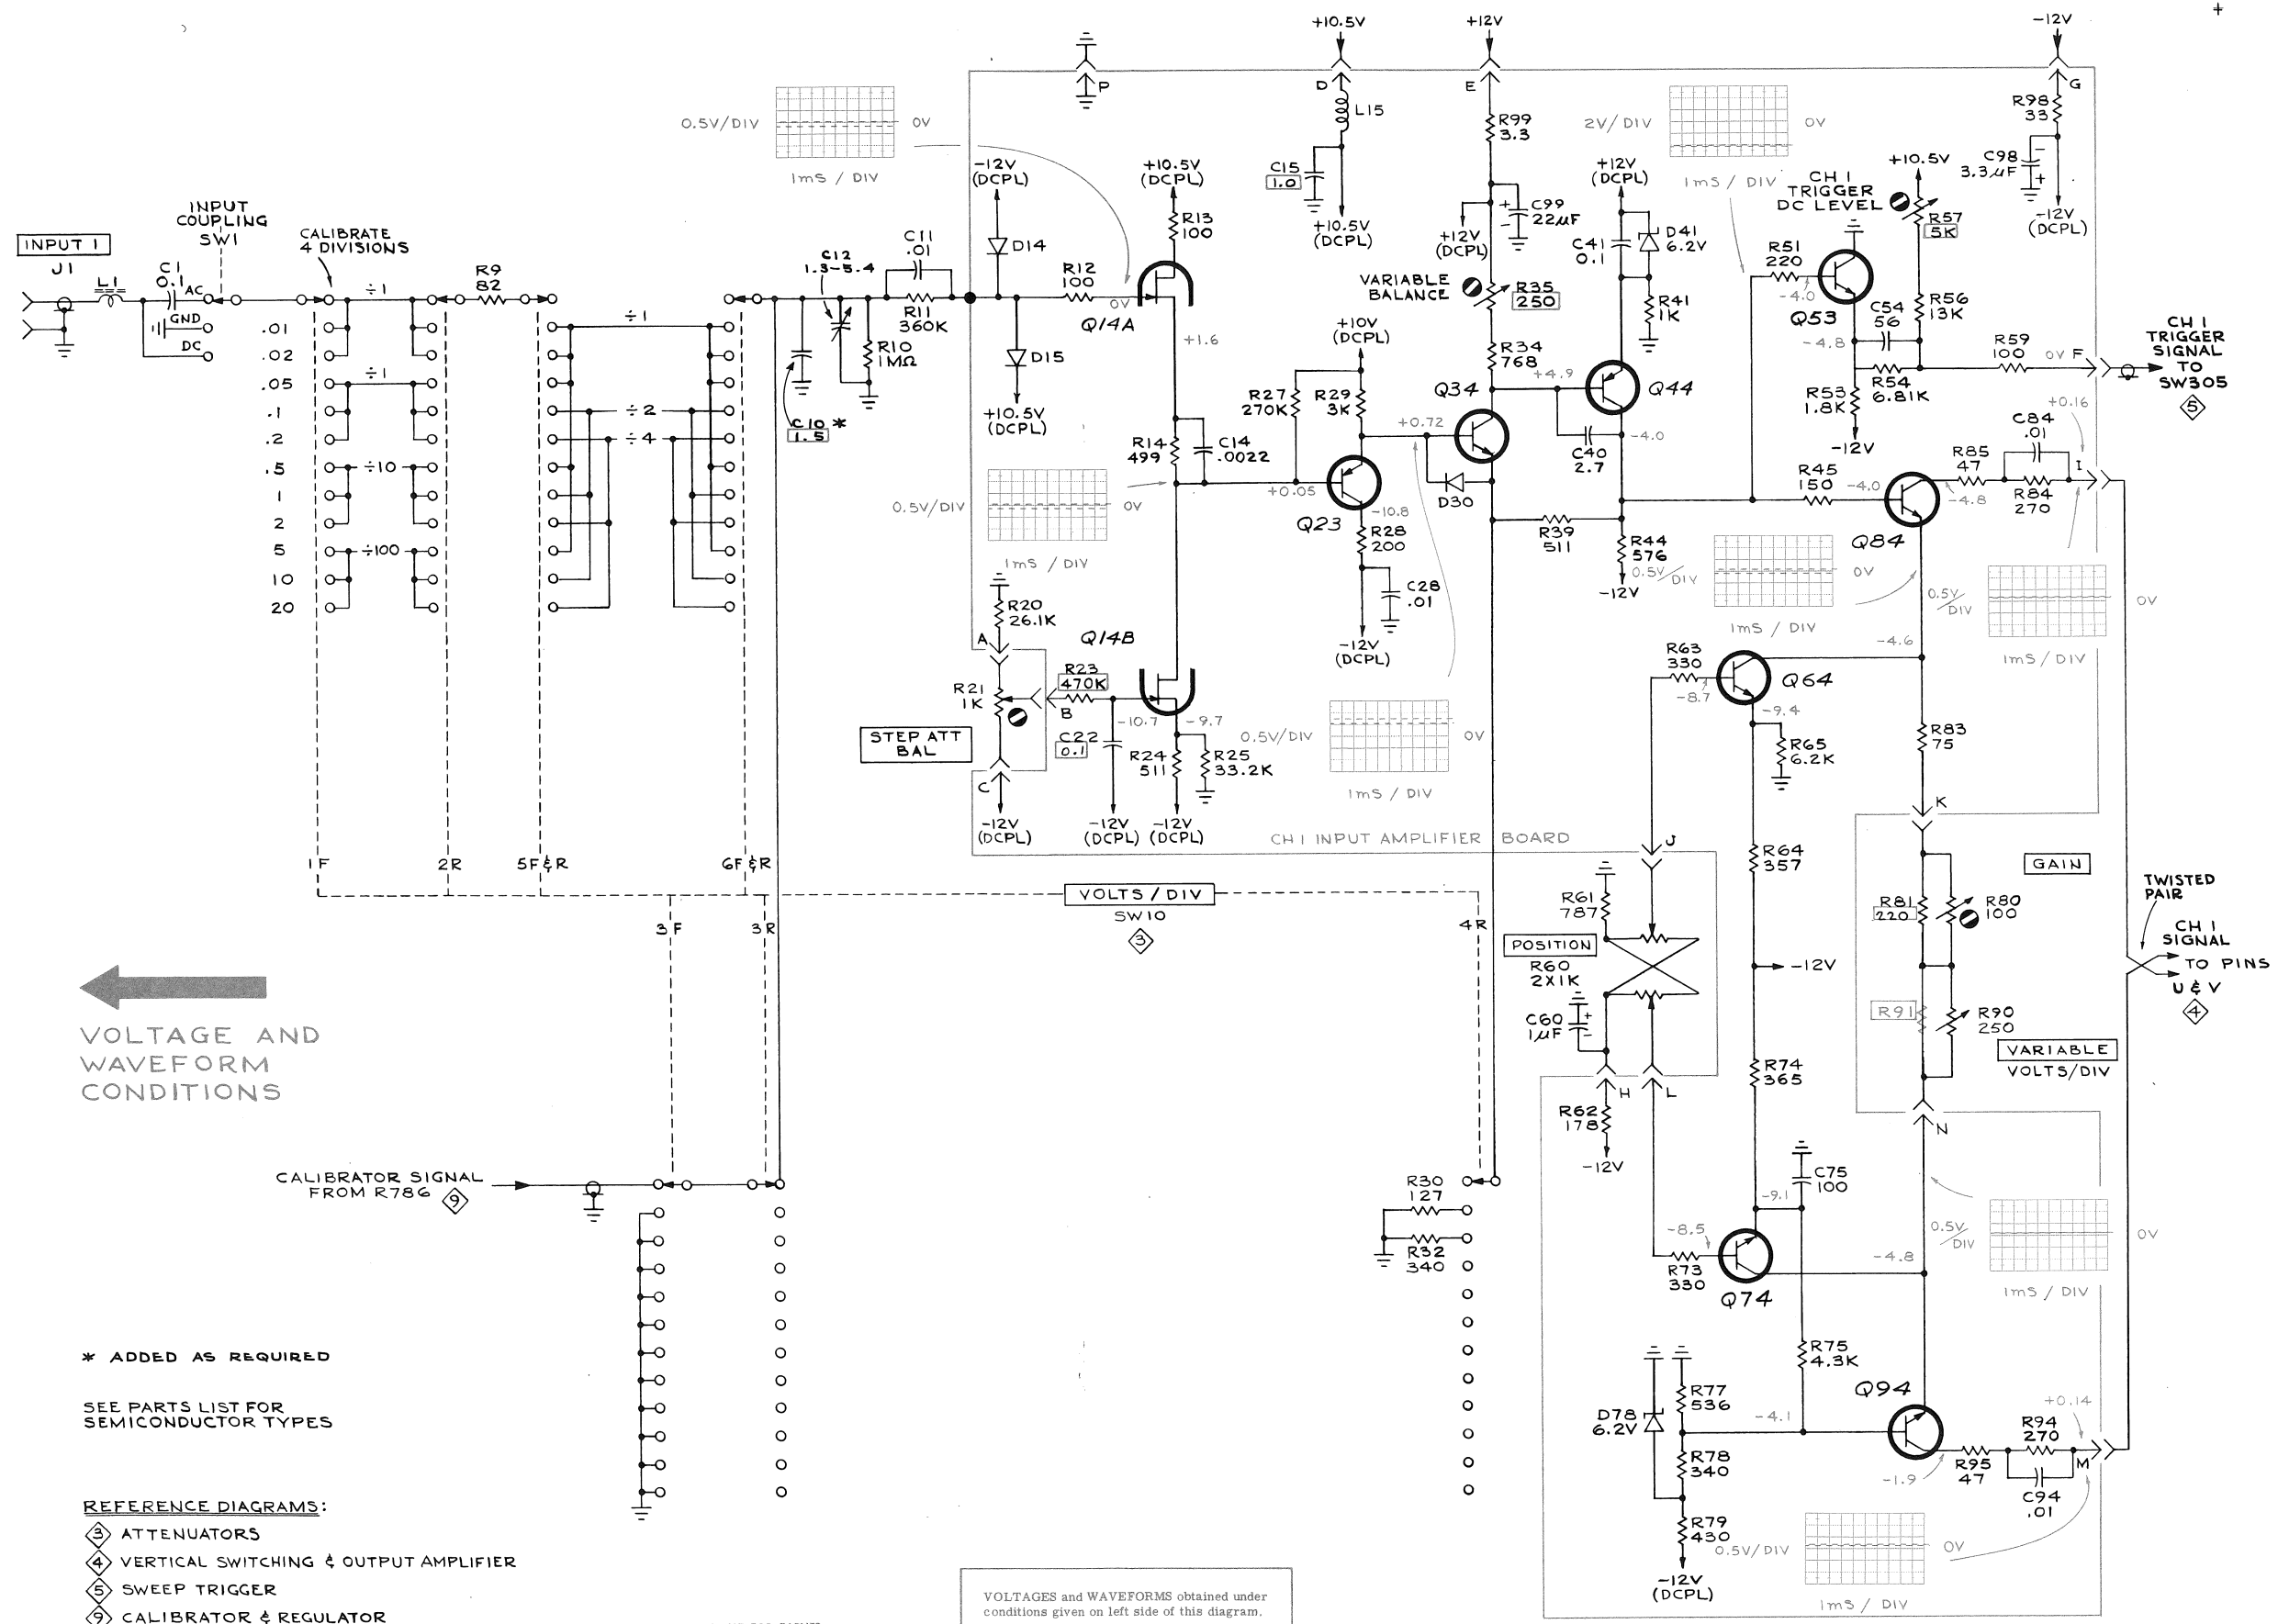 +10.5V
+12V
-12V
P
D
E
G
L15
R99
3.3
R98
33
C98
3.3µF
-12V
(DCPL)
0.5V/DIV
0V
1mS / DIV
2V/DIV
0V
1mS / DIV
-12V
(DCPL)
D14
+10.5V
(DCPL)
R13
100
C15
1.0
+10.5V
(DCPL)
+12V
(DCPL)
C99
22µF
+12V
(DCPL)
C41
0.1
D41
6.2V
R41
1K
CH 1
TRIGGER
DC LEVEL
+10.5V
R57
5K
R51
220
-4.0
Q53
-4.8
C54
56
R56
13K
R54
6.81K
R53
1.8K
-12V
R59
100
0V
F
CH 1
TRIGGER
SIGNAL
TO
SW305
5
INPUT 1
J1
L1
C1
0.1
AC
GND
DC
INPUT
COUPLING
SW1
CALIBRATE
4 DIVISIONS
÷1
R9
82
÷1
.01
.02
.05
÷1
.1
.2
.5
÷10
1
2
5
÷100
10
20
÷2
÷4
C12
1.3-5.4
C11
.01
R11
360K
R10
1MΩ
C10 *
1.5
D15
+10.5V
(DCPL)
R12
100
0V
Q14A
+1.6
R14
499
C14
.0022
0.5V/DIV
0V
1mS / DIV
VARIABLE
BALANCE
R35
250
R34
768
+10V
(DCPL)
R27
270K
R29
3K
+0.72
Q34
+4.9
Q44
C40
2.7
-4.0
D30
+0.05
Q23
-10.8
R28
200
C28
.01
-12V
(DCPL)
R39
511
R44
576
-12V
0.5V/DIV
0V
1mS / DIV
R45
150
-4.0
Q84
-4.8
R85
47
C84
.01
R84
270
+0.16
I
0.5V/DIV
0V
1mS / DIV
R20
26.1K
A
R21
1K
B
C
STEP ATT
BAL
-12V
(DCPL)
R23
470K
C22
0.1
-12V
(DCPL)
Q14B
-10.7
-9.7
R24
511
R25
33.2K
-12V
(DCPL)
0.5V/DIV
0V
1mS / DIV
CH 1 INPUT AMPLIFIER BOARD
R63
330
-8.7
Q64
-4.6
-9.4
R65
6.2K
R83
75
K
R64
357
J
GAIN
R81
220
R80
100
R91
R90
250
VARIABLE
VOLTS/DIV
N
TWISTED
PAIR
CH 1
SIGNAL
TO PINS
U & V
4
1F
2R
5F&R
6F&R
3F
3R
4R
VOLTS / DIV
SW10
3
R61
787
POSITION
R60
2X1K
C60
1µF
H
L
R62
178
-12V
-12V
R74
365
C75
100
-9.1
-8.5
R73
330
Q74
-4.8
0.5V/DIV
0V
1mS / DIV
VOLTAGE AND
WAVEFORM
CONDITIONS
CALIBRATOR SIGNAL
FROM R786
9
R30
127
R32
340
R75
4.3K
D78
6.2V
R77
536
R78
340
R79
430
-12V
(DCPL)
-4.1
Q94
-1.9
R95
47
R94
270
C94
.01
+0.14
M
0.5V/DIV
0V
1mS / DIV
* ADDED AS REQUIRED
SEE PARTS LIST FOR
SEMICONDUCTOR TYPES
REFERENCE DIAGRAMS:
3 ATTENUATORS
4 VERTICAL SWITCHING & OUTPUT AMPLIFIER
5 SWEEP TRIGGER
9 CALIBRATOR & REGULATOR
VOLTAGES and WAVEFORMS obtained under
conditions given on left side of this diagram.